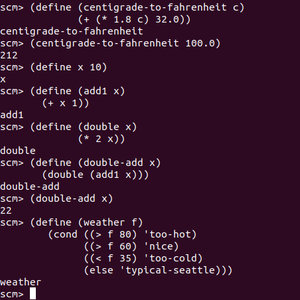 scm> (define (centigrade-to-fahrenheit c)
(+ (* 1.8 c) 32.0))
centigrade-to-fahrenheit
scm> (centigrade-to-fahrenheit 100.0)
212
scm> (define x 10)
x
scm> (define (add1 x)
(+ x 1))
add1
scm> (define (double x)
(* 2 x))
double
scm> (define (double-add x)
(double (add1 x)))
double-add
scm> (double-add x)
22
scm> (define (weather f)
(cond ((> f 80) 'too-hot)
((> f 60) 'nice)
((< f 35) 'too-cold)
(else 'typical-seattle)))
weather
scm>